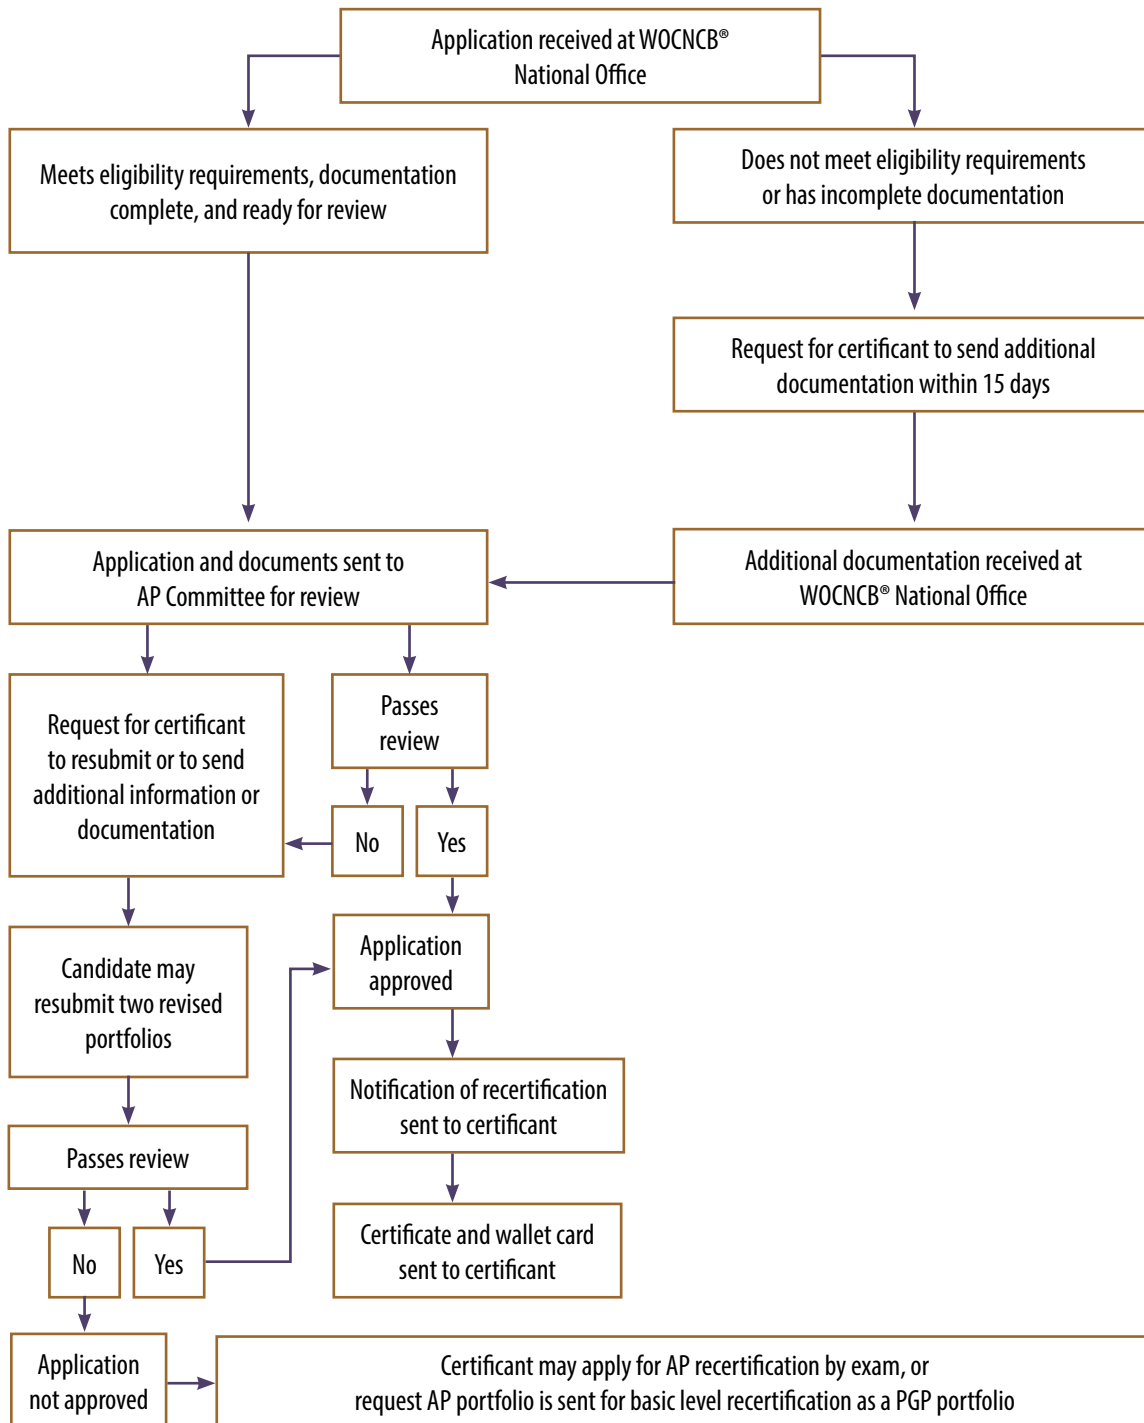 Application received at WOCNCB®
National Office
Meets eligibility requirements, documentation
complete, and ready for review
Does not meet eligibility requirements
or has incomplete documentation
Request for certificant to send additional
documentation within 15 days
Application and documents sent to
AP Committee for review
Additional documentation received at
WOCNCB® National Office
Request for certificant
to resubmit or to send
additional information or
documentation
Passes
review
No
Yes
Candidate may
resubmit two revised
portfolios
Application
approved
Notification of recertification
sent to certificant
Passes review
Certificate and wallet card
sent to certificant
No
Yes
Application
not approved
Certificant may apply for AP recertification by exam, or
request AP portfolio is sent for basic level recertification as a PGP portfolio